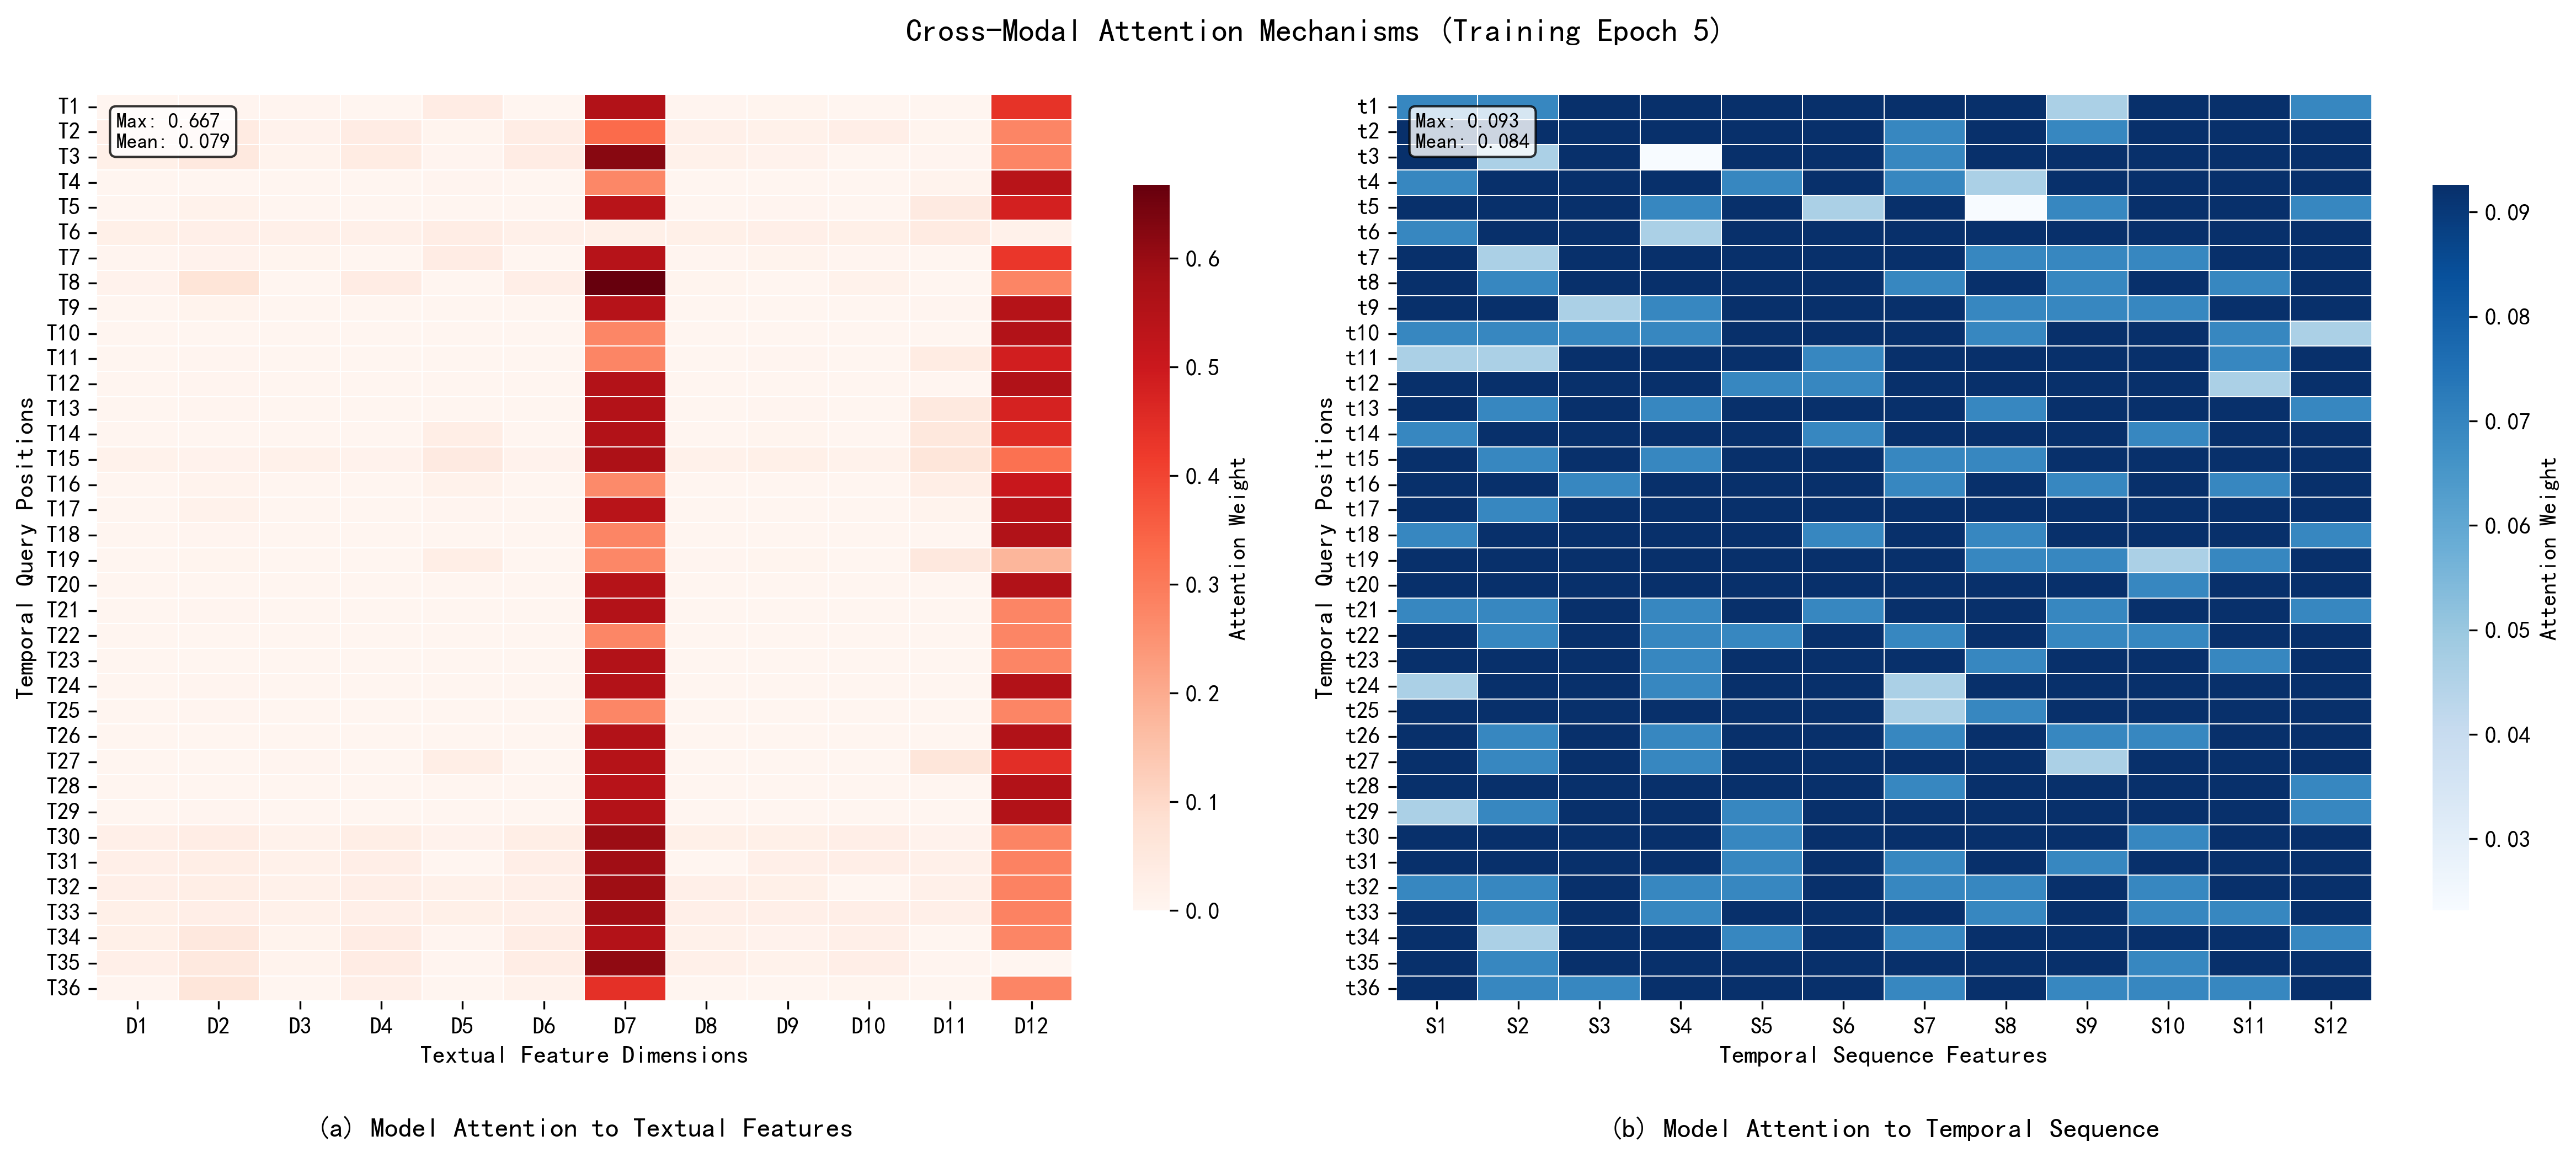 Cross-Modal Attention Mechanisms (Training Epoch 5)
Max: 0.667
Mean: 0.079
Temporal Query Positions
T1
T2
T3
T4
T5
T6
T7
T8
T9
T10
T11
T12
T13
T14
T15
T16
T17
T18
T19
T20
T21
T22
T23
T24
T25
T26
T27
T28
T29
T30
T31
T32
T33
T34
T35
T36
D1 D2 D3 D4 D5 D6 D7 D8 D9 D10 D11 D12
Textual Feature Dimensions
0.6
0.5
0.4
0.3
0.2
0.1
0.0
Attention Weight
(a) Model Attention to Textual Features
Max: 0.093
Mean: 0.084
Temporal Query Positions
t1
t2
t3
t4
t5
t6
t7
t8
t9
t10
t11
t12
t13
t14
t15
t16
t17
t18
t19
t20
t21
t22
t23
t24
t25
t26
t27
t28
t29
t30
t31
t32
t33
t34
t35
t36
S1 S2 S3 S4 S5 S6 S7 S8 S9 S10 S11 S12
Temporal Sequence Features
0.09
0.08
0.07
0.06
0.05
0.04
0.03
Attention Weight
(b) Model Attention to Temporal Sequence